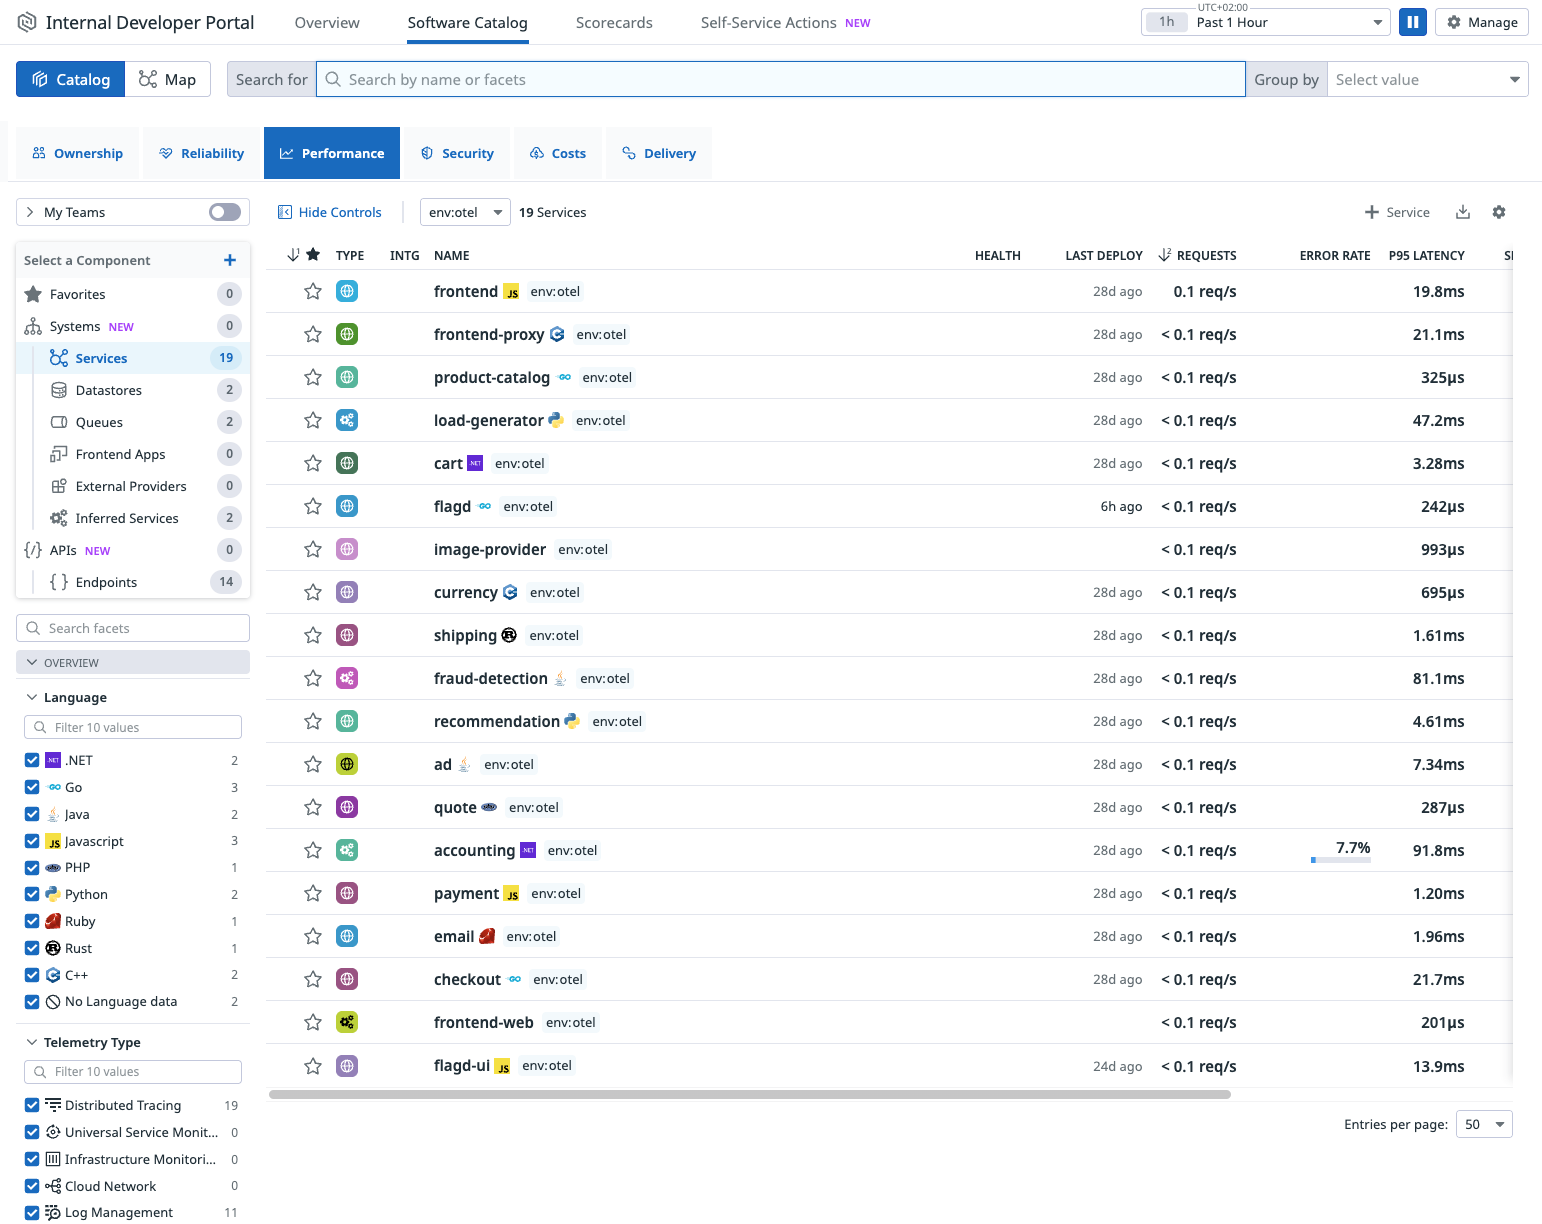 Internal Developer Portal Overview Software Catalog Scorecards Self-Service Actions NEW 1h UTC+02:00 Past 1 Hour Manage
Catalog Map Search for Search by name or facets Group by Select value
Ownership Reliability Performance Security Costs Delivery
My Teams Hide Controls env:otel 19 Services Service
Select a Component
Favorites 0
Systems NEW 0
Services 19
Datastores 2
Queues 2
Frontend Apps 0
External Providers 0
Inferred Services 2
APIs NEW 0
Endpoints 14
Search facets
OVERVIEW
Language
Filter 10 values
.NET 2
Go 3
Java 2
JS Javascript 3
PHP 1
Python 2
Ruby 1
Rust 1
C++ 2
No Language data 2
Telemetry Type
Filter 10 values
Distributed Tracing 19
Universal Service Monit... 0
Infrastructure Monitori... 0
Cloud Network 0
Log Management 11
1 TYPE INTG NAME HEALTH LAST DEPLOY 2 REQUESTS ERROR RATE P95 LATENCY
frontend JS env:otel 28d ago 0.1 req/s 19.8ms
frontend-proxy env:otel 28d ago < 0.1 req/s 21.1ms
product-catalog GO env:otel 28d ago < 0.1 req/s 325µs
load-generator env:otel 28d ago < 0.1 req/s 47.2ms
cart .NET env:otel 28d ago < 0.1 req/s 3.28ms
flagd GO env:otel 6h ago < 0.1 req/s 242µs
image-provider env:otel < 0.1 req/s 993µs
currency env:otel 28d ago < 0.1 req/s 695µs
shipping env:otel 28d ago < 0.1 req/s 1.61ms
fraud-detection env:otel 28d ago < 0.1 req/s 81.1ms
recommendation env:otel 28d ago < 0.1 req/s 4.61ms
ad env:otel 28d ago < 0.1 req/s 7.34ms
quote env:otel 28d ago < 0.1 req/s 287µs
accounting .NET env:otel 28d ago < 0.1 req/s 7.7% 91.8ms
payment JS env:otel 28d ago < 0.1 req/s 1.20ms
email env:otel 28d ago < 0.1 req/s 1.96ms
checkout GO env:otel 28d ago < 0.1 req/s 21.7ms
frontend-web env:otel < 0.1 req/s 201µs
flagd-ui JS env:otel 24d ago < 0.1 req/s 13.9ms
Entries per page: 50